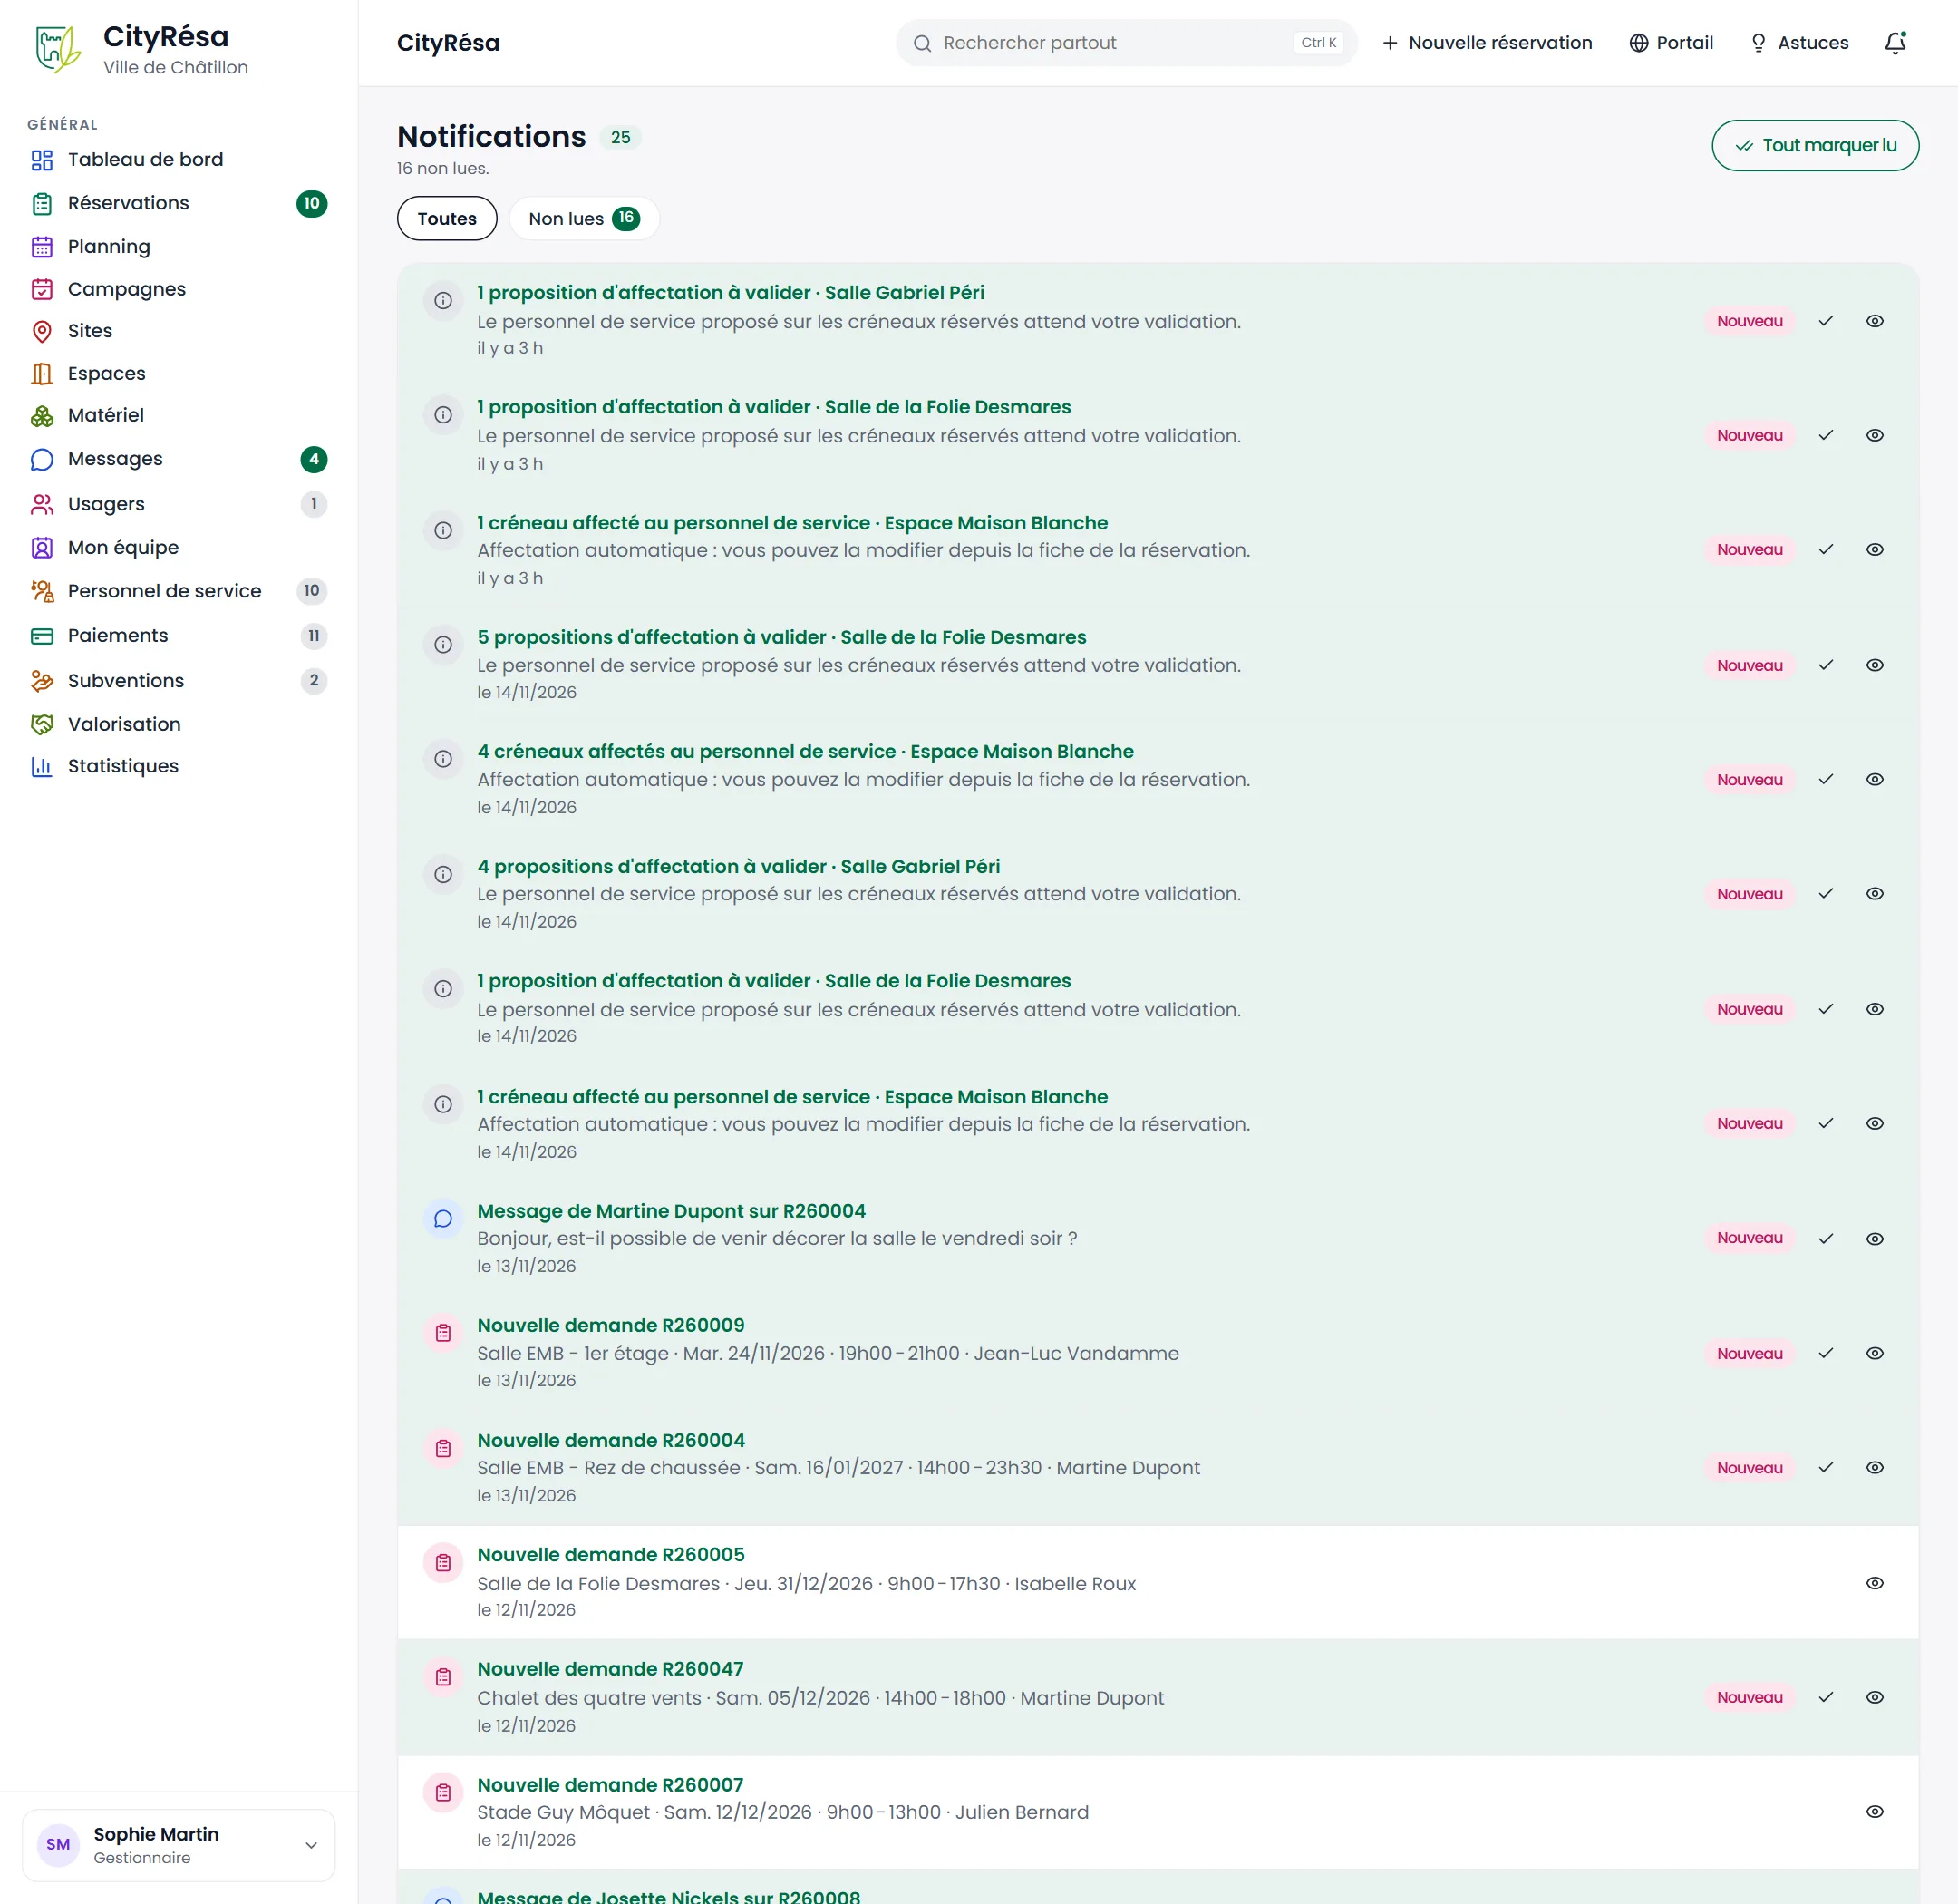 CityRésa
Ville de Châtillon
GÉNÉRAL
Tableau de bord
Réservations 10
Planning
Campagnes
Sites
Espaces
Matériel
Messages 4
Usagers 1
Mon équipe
Personnel de service 10
Paiements 11
Subventions 2
Valorisation
Statistiques
SM
Sophie Martin
Gestionnaire
CityRésa
Rechercher partout Ctrl K
Nouvelle réservation
Portail
Astuces
Notifications 25
16 non lues.
Tout marquer lu
Toutes
Non lues 16
1 proposition d'affectation à valider · Salle Gabriel Péri
Le personnel de service proposé sur les créneaux réservés attend votre validation.
il y a 3 h
Nouveau
1 proposition d'affectation à valider · Salle de la Folie Desmares
Le personnel de service proposé sur les créneaux réservés attend votre validation.
il y a 3 h
Nouveau
1 créneau affecté au personnel de service · Espace Maison Blanche
Affectation automatique : vous pouvez la modifier depuis la fiche de la réservation.
il y a 3 h
Nouveau
5 propositions d'affectation à valider · Salle de la Folie Desmares
Le personnel de service proposé sur les créneaux réservés attend votre validation.
le 14/11/2026
Nouveau
4 créneaux affectés au personnel de service · Espace Maison Blanche
Affectation automatique : vous pouvez la modifier depuis la fiche de la réservation.
le 14/11/2026
Nouveau
4 propositions d'affectation à valider · Salle Gabriel Péri
Le personnel de service proposé sur les créneaux réservés attend votre validation.
le 14/11/2026
Nouveau
1 proposition d'affectation à valider · Salle de la Folie Desmares
Le personnel de service proposé sur les créneaux réservés attend votre validation.
le 14/11/2026
Nouveau
1 créneau affecté au personnel de service · Espace Maison Blanche
Affectation automatique : vous pouvez la modifier depuis la fiche de la réservation.
le 14/11/2026
Nouveau
Message de Martine Dupont sur R260004
Bonjour, est-il possible de venir décorer la salle le vendredi soir ?
le 13/11/2026
Nouveau
Nouvelle demande R260009
Salle EMB - 1er étage · Mar. 24/11/2026 · 19h00 - 21h00 · Jean-Luc Vandamme
le 13/11/2026
Nouveau
Nouvelle demande R260004
Salle EMB - Rez de chaussée · Sam. 16/01/2027 · 14h00 - 23h30 · Martine Dupont
le 13/11/2026
Nouveau
Nouvelle demande R260005
Salle de la Folie Desmares · Jeu. 31/12/2026 · 9h00 - 17h30 · Isabelle Roux
le 12/11/2026
Nouvelle demande R260047
Chalet des quatre vents · Sam. 05/12/2026 · 14h00 - 18h00 · Martine Dupont
le 12/11/2026
Nouveau
Nouvelle demande R260007
Stade Guy Môquet · Sam. 12/12/2026 · 9h00 - 13h00 · Julien Bernard
le 12/11/2026
Message de Josette Nickels sur R260008